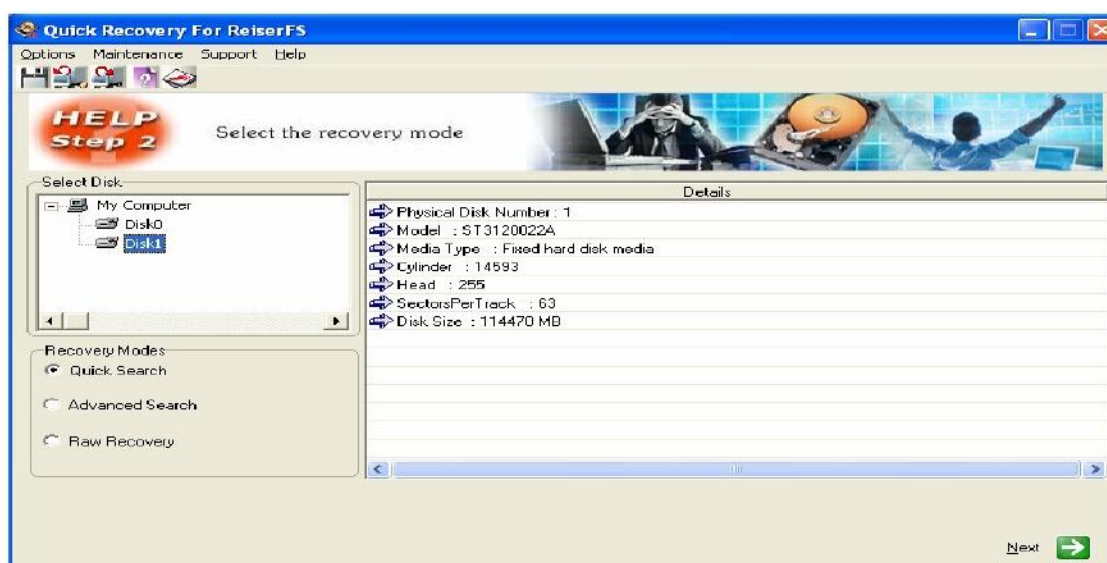 Quick Recovery For ReiserFS
Options Maintenance Support Help
HELP
Step 2
Select the recovery mode
Select Disk
My Computer
Disk0
Disk1
Recovery Modes
Quick Search
Advanced Search
Raw Recovery
Details
Physical Disk Number : 1
Model : ST3120022A
Media Type : Fixed hard disk media
Cylinder : 14593
Head : 255
SectorsPerTrack : 63
Disk Size : 114470 MB
Next